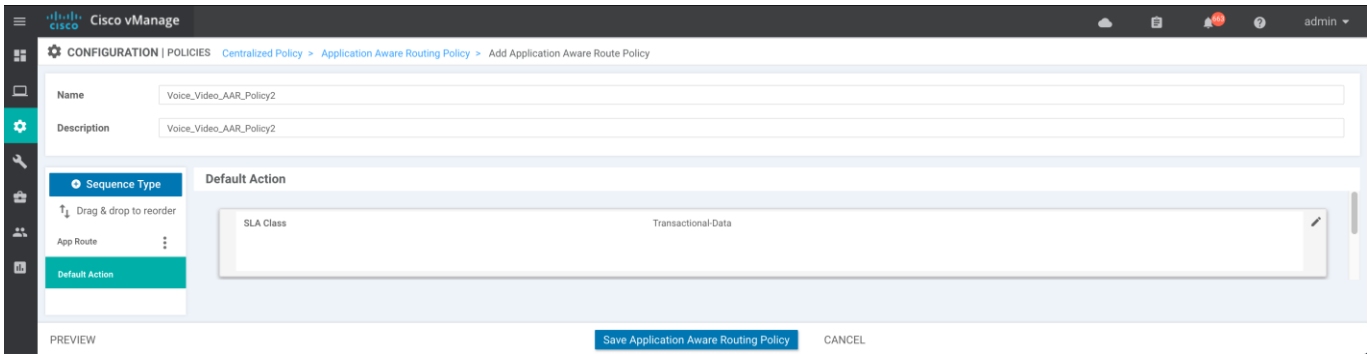 cisco Cisco vManage 663 admin
CONFIGURATION | POLICIES Centralized Policy > Application Aware Routing Policy > Add Application Aware Route Policy
Name Voice_Video_AAR_Policy2
Description Voice_Video_AAR_Policy2
Sequence Type Default Action
Drag & drop to reorder
SLA Class Transactional-Data
App Route
Default Action
PREVIEW Save Application Aware Routing Policy CANCEL